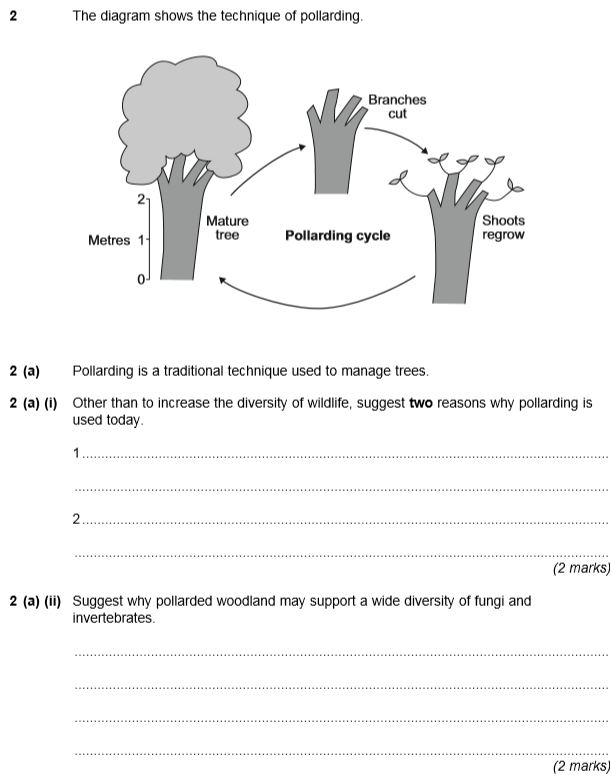 2 The diagram shows the technique of pollarding.
Branches
cut
2
Metres 1
0
Mature
tree
Pollarding cycle
Shoots
regrow
2 (a) Pollarding is a traditional technique used to manage trees.
2 (a) (i) Other than to increase the diversity of wildlife, suggest two reasons why pollarding is
used today.
1
2
(2 marks)
2 (a) (ii) Suggest why pollarded woodland may support a wide diversity of fungi and
invertebrates.
(2 marks)